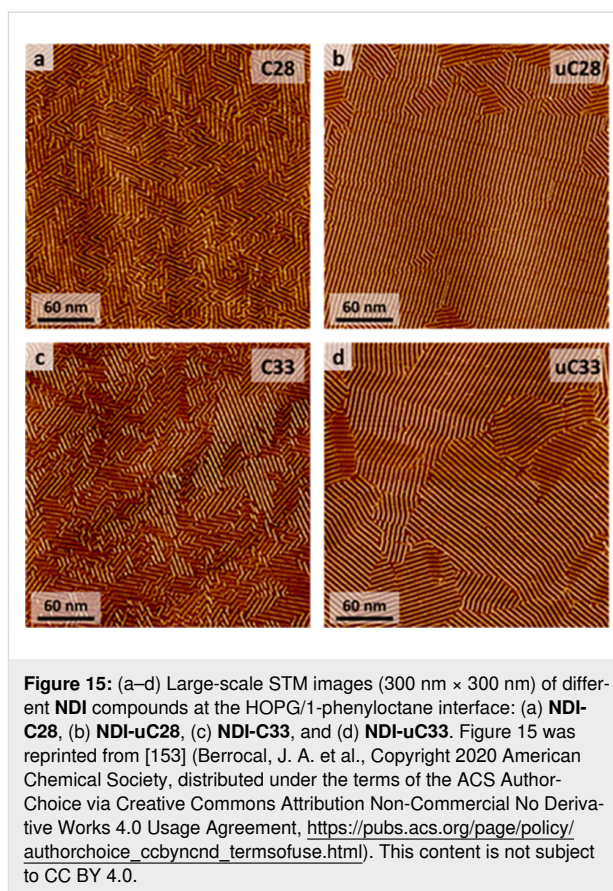 a
C28
60 nm
b
uC28
60 nm
c
C33
60 nm
d
uC33
60 nm
Figure 15: (a–d) Large-scale STM images (300 nm × 300 nm) of differ-
ent NDI compounds at the HOPG/1-phenyloctane interface: (a) NDI-
C28, (b) NDI-uC28, (c) NDI-C33, and (d) NDI-uC33. Figure 15 was
reprinted from [153] (Berrocal, J. A. et al., Copyright 2020 American
Chemical Society, distributed under the terms of the ACS Author-
Choice via Creative Commons Attribution Non-Commercial No Deriva-
tive Works 4.0 Usage Agreement, https://pubs.acs.org/page/policy/
authorchoice_ccbyncnd_termsofuse.html). This content is not subject
to CC BY 4.0.